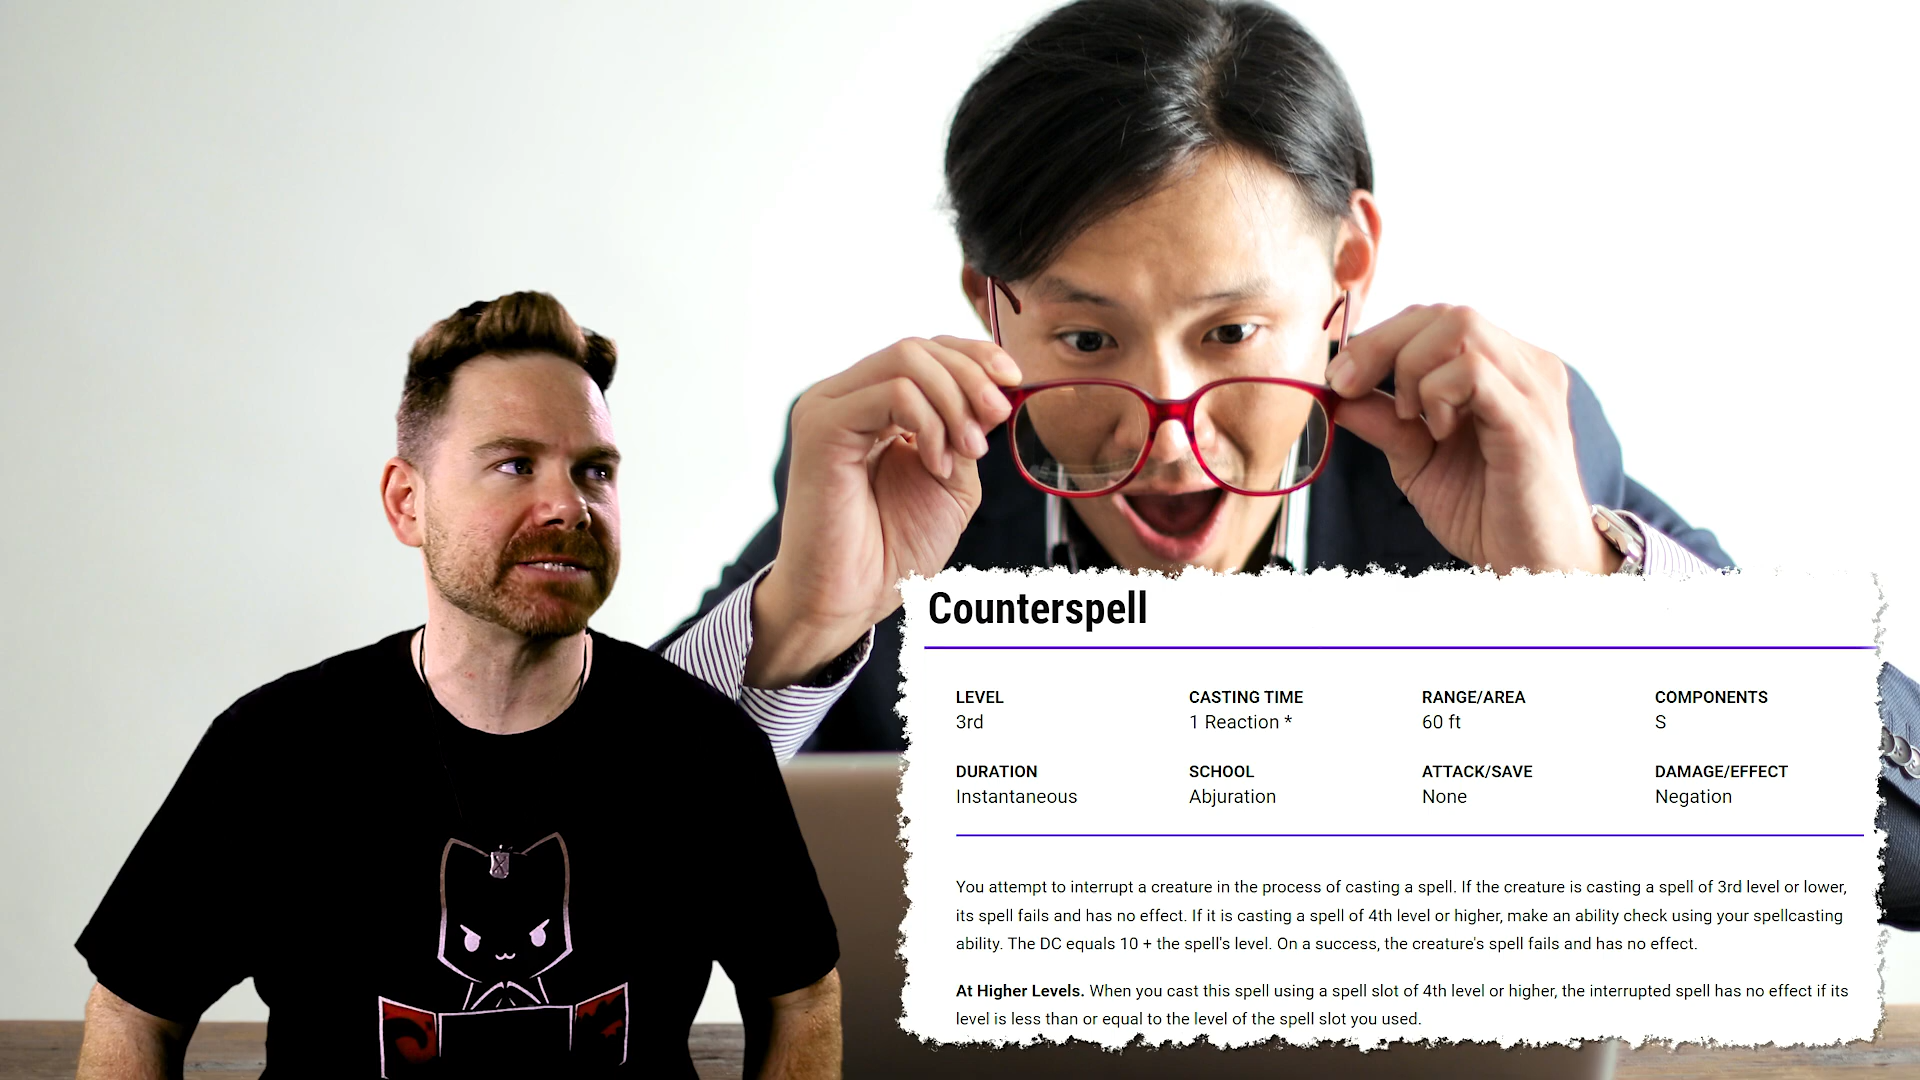 Counterspell
LEVEL
3rd
CASTING TIME
1 Reaction *
RANGE/AREA
60 ft
COMPONENTS
S
DURATION
Instantaneous
SCHOOL
Abjuration
ATTACK/SAVE
None
DAMAGE/EFFECT
Negation
You attempt to interrupt a creature in the process of casting a spell. If the creature is casting a spell of 3rd level or lower,
its spell fails and has no effect. If it is casting a spell of 4th level or higher, make an ability check using your spellcasting
ability. The DC equals 10 + the spell's level. On a success, the creature's spell fails and has no effect.
At Higher Levels. When you cast this spell using a spell slot of 4th level or higher, the interrupted spell has no effect if its
level is less than or equal to the level of the spell slot you used.